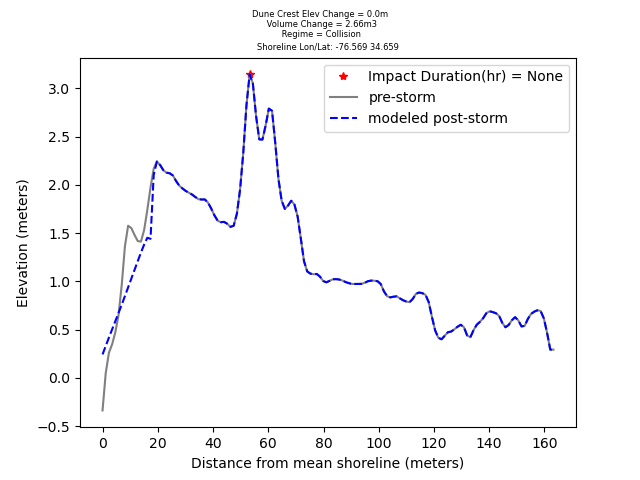 Dune Crest Elev Change = 0.0m
Volume Change = 2.66m3
Regime = Collision
Shoreline Lon/Lat: -76.569 34.659
Impact Duration(hr) = None
pre-storm
modeled post-storm
Elevation (meters)
3.0
2.5
2.0
1.5
1.0
0.5
0.0
−0.5
0 20 40 60 80 100 120 140 160
Distance from mean shoreline (meters)